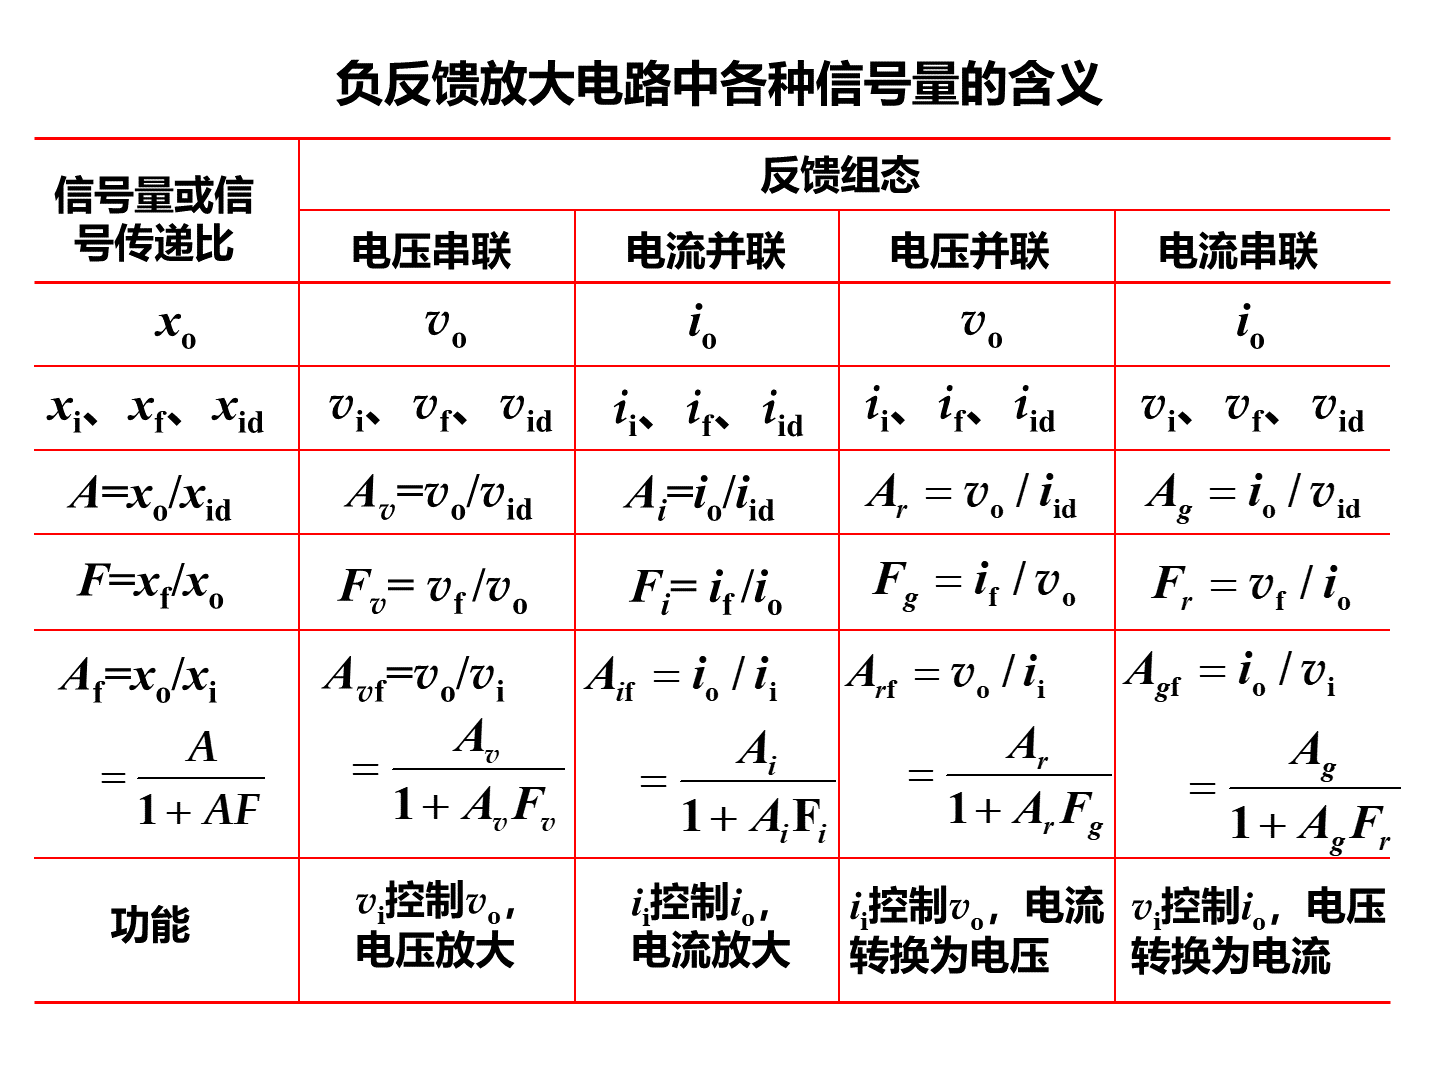 负反馈放大电路中各种信号量的含义
信号量或信
号传递比
反馈组态
电压串联 电流并联 电压并联 电流串联
xo vo io vo io
xi、xf、xid vi、vf、vid ii、if、iid ii、if、iid vi、vf、vid
A=xo/xid Av=vo/vid Ai=io/iid Ar = vo / iid Ag = io / vid
F=xf/xo Fv= vf /vo Fi= if /io Fg = if / vo Fr = vf / io
Af=xo/xi Avf=vo/vi Aif = io / ii Arf = vo / ii Agf = io / vi
= A / (1 + AF) = Av / (1 + AvFv) = Ai / (1 + AiFi) = Ar / (1 + ArFg) = Ag / (1 + AgFr)
功能
vi控制vo,
电压放大
ii控制io,
电流放大
ii控制vo，电流
转换为电压
vi控制io，电压
转换为电流